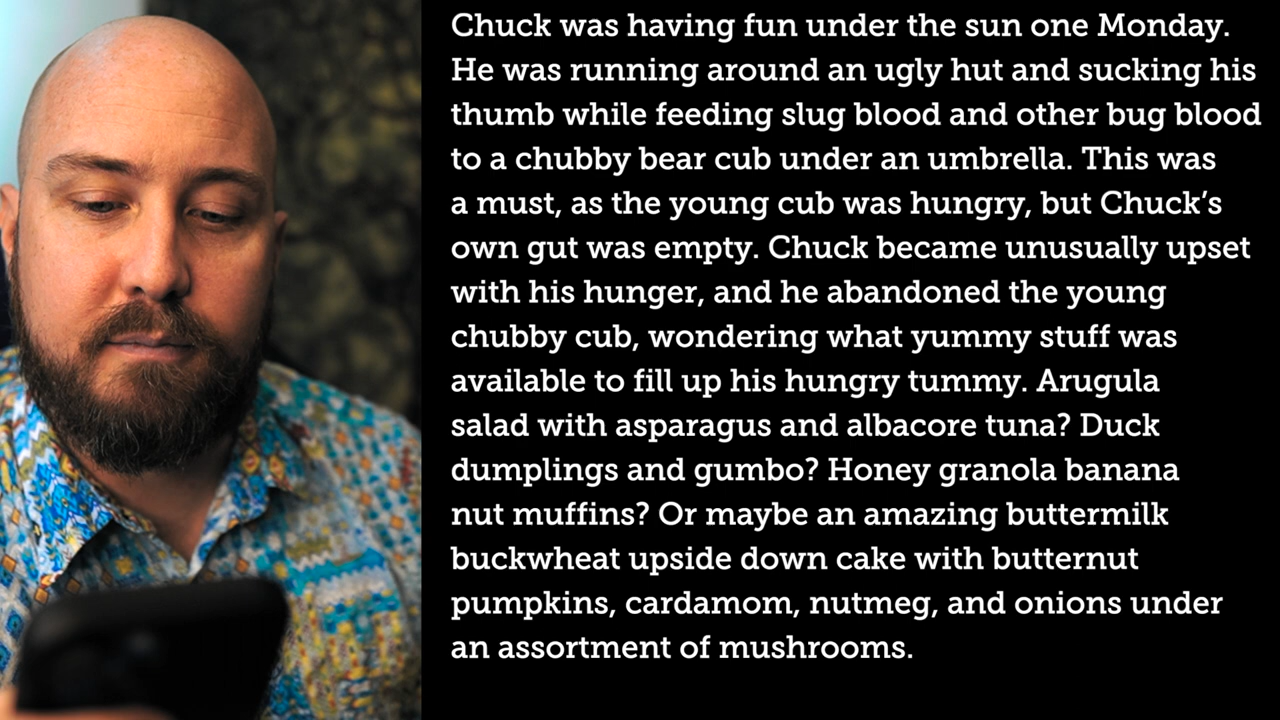 Chuck was having fun under the sun one Monday.
He was running around an ugly hut and sucking his
thumb while feeding slug blood and other bug blood
to a chubby bear cub under an umbrella. This was
a must, as the young cub was hungry, but Chuck’s
own gut was empty. Chuck became unusually upset
with his hunger, and he abandoned the young
chubby cub, wondering what yummy stuff was
available to fill up his hungry tummy. Arugula
salad with asparagus and albacore tuna? Duck
dumplings and gumbo? Honey granola banana
nut muffins? Or maybe an amazing buttermilk
buckwheat upside down cake with butternut
pumpkins, cardamom, nutmeg, and onions under
an assortment of mushrooms.